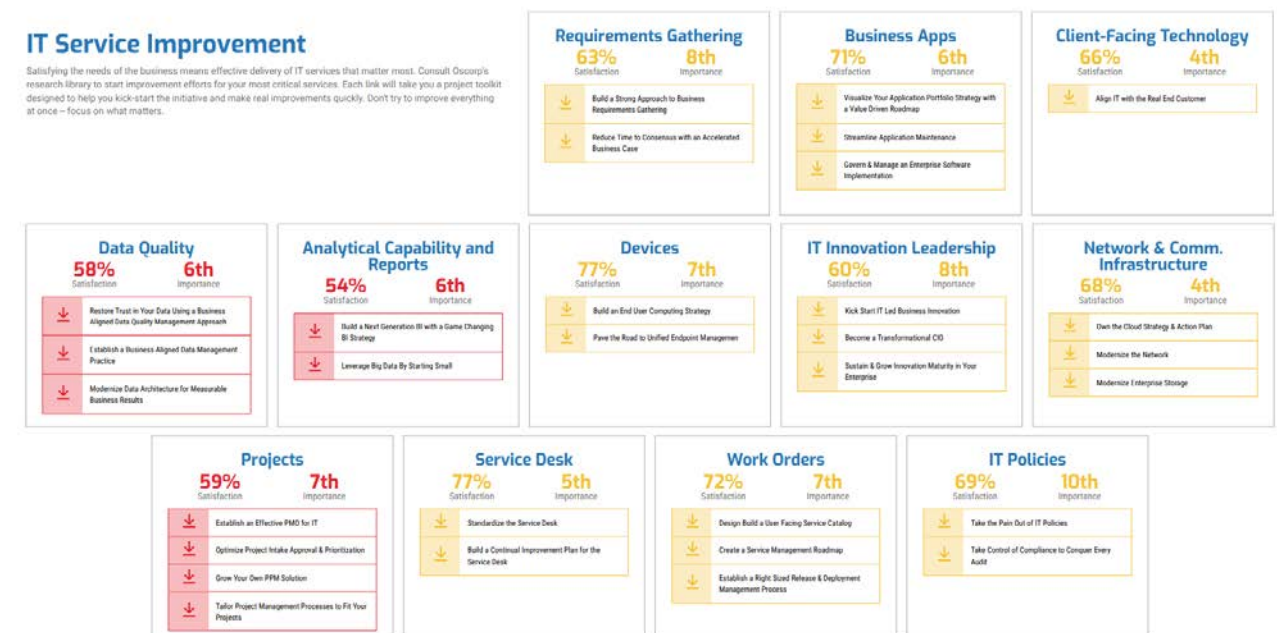 IT Service Improvement
Satisfying the needs of the business means effective delivery of IT services that matter most. Consult Oscorp's
research library to start improvement efforts for your most critical services. Each link will take you a project toolkit
designed to help you kick-start the initiative and make real improvements quickly. Don't try to improve everything
at once – focus on what matters.
Requirements Gathering
63% 8th
Satisfaction Importance
Build a Strong Approach to Business
Requirements Gathering
Reduce Time to Consensus with an Accelerated
Business Case
Business Apps
71% 6th
Satisfaction Importance
Visualize Your Application Portfolio Strategy with
a Value Driven Roadmap
Streamline Application Maintenance
Govern & Manage an Enterprise Software
Implementation
Client-Facing Technology
66% 4th
Satisfaction Importance
Align IT with the Real End Customer
Data Quality
58% 6th
Satisfaction Importance
Restore Trust in Your Data Using a Business
Aligned Data Quality Management Approach
Establish a Business Aligned Data Management
Practice
Modernize Data Architecture for Measurable
Business Results
Analytical Capability and
Reports
54% 6th
Satisfaction Importance
Build a Next Generation BI with a Game Changing
BI Strategy
Leverage Big Data By Starting Small
Devices
77% 7th
Satisfaction Importance
Build an End User Computing Strategy
Pave the Road to Unified Endpoint Managemen
IT Innovation Leadership
60% 8th
Satisfaction Importance
Kick Start IT Led Business Innovation
Become a Transformational CIO
Sustain & Grow Innovation Maturity in Your
Enterprise
Network & Comm.
Infrastructure
68% 4th
Satisfaction Importance
Own the Cloud Strategy & Action Plan
Modernize the Network
Modernize Enterprise Storage
Projects
59% 7th
Satisfaction Importance
Establish an Effective PMO for IT
Optimize Project Intake Approval & Prioritization
Grow Your Own PPM Solution
Tailor Project Management Processes to Fit Your
Projects
Service Desk
77% 5th
Satisfaction Importance
Standardize the Service Desk
Build a Continual Improvement Plan for the
Service Desk
Work Orders
72% 7th
Satisfaction Importance
Design Build a User Facing Service Catalog
Create a Service Management Roadmap
Establish a Right Sized Release & Deployment
Management Process
IT Policies
69% 10th
Satisfaction Importance
Take the Pain Out of IT Policies
Take Control of Compliance to Conquer Every
Audit